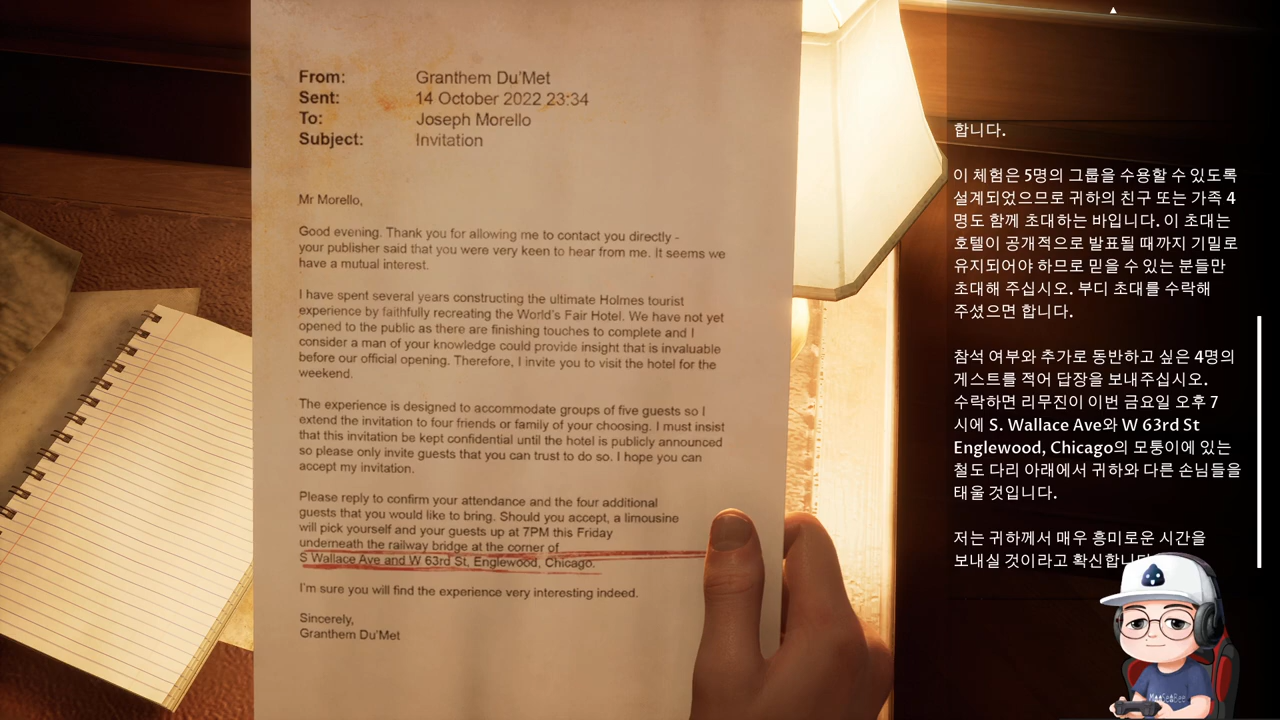 From: Granthem Du'Met
Sent: 14 October 2022 23:34
To: Joseph Morello
Subject: Invitation
Mr Morello,
Good evening. Thank you for allowing me to contact you directly -
your publisher said that you were very keen to hear from me. It seems we
have a mutual interest.
I have spent several years constructing the ultimate Holmes tourist
experience by faithfully recreating the World's Fair Hotel. We have not yet
opened to the public as there are finishing touches to complete and I
consider a man of your knowledge could provide insight that is invaluable
before our official opening. Therefore, I invite you to visit the hotel for the
weekend.
The experience is designed to accommodate groups of five guests so I
extend the invitation to four friends or family of your choosing. I must insist
that this invitation be kept confidential until the hotel is publicly announced
so please only invite guests that you can trust to do so. I hope you can
accept my invitation.
Please reply to confirm your attendance and the four additional
guests that you would like to bring. Should you accept, a limousine
will pick yourself and your guests up at 7PM this Friday
underneath the railway bridge at the corner of
S Wallace Ave and W 63rd St, Englewood, Chicago.
I'm sure you will find the experience very interesting indeed.
Sincerely,
Granthem Du'Met
합니다.
이 체험은 5명의 그룹을 수용할 수 있도록
설계되었으므로 귀하의 친구 또는 가족 4
명도 함께 초대하는 바입니다. 이 초대는
호텔이 공개적으로 발표될 때까지 기밀로
유지되어야 하므로 믿을 수 있는 분들만
초대해 주십시오. 부디 초대를 수락해
주셨으면 합니다.
참석 여부와 추가로 동반하고 싶은 4명의
게스트를 적어 답장을 보내주십시오.
수락하면 리무진이 이번 금요일 오후 7
시에 S. Wallace Ave와 W 63rd St
Englewood, Chicago의 모퉁이에 있는
철도 다리 아래에서 귀하와 다른 손님들을
태울 것입니다.
저는 귀하께서 매우 흥미로운 시간을
보내실 것이라고 확신합니다